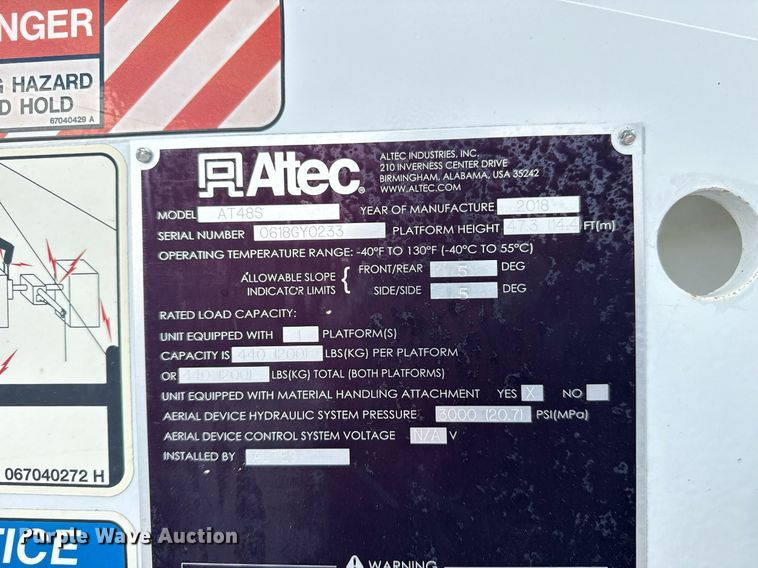 NGER
G HAZARD
D HOLD
67040429 A
Altec®
ALTEC INDUSTRIES, INC.
210 INVERNESS CENTER DRIVE
BIRMINGHAM, ALABAMA, USA 35242
WWW.ALTEC.COM
MODEL AT48S YEAR OF MANUFACTURE 2018
SERIAL NUMBER 0618GY0233 PLATFORM HEIGHT 47.3 (14.4) FT(m)
OPERATING TEMPERATURE RANGE: -40°F TO 130°F (-40°C TO 55°C)
ALLOWABLE SLOPE INDICATOR LIMITS { FRONT/REAR 5 DEG
SIDE/SIDE 5 DEG
RATED LOAD CAPACITY:
UNIT EQUIPPED WITH 1 PLATFORM(S)
CAPACITY IS 440 (200) LBS(KG) PER PLATFORM
OR 440 (200) LBS(KG) TOTAL (BOTH PLATFORMS)
UNIT EQUIPPED WITH MATERIAL HANDLING ATTACHMENT YES X NO
AERIAL DEVICE HYDRAULIC SYSTEM PRESSURE 3000 (20.7) PSI(MPa)
AERIAL DEVICE CONTROL SYSTEM VOLTAGE N/A V
INSTALLED BY ALTEC
067040272 H
TICE
Purple Wave Auction
WARNING